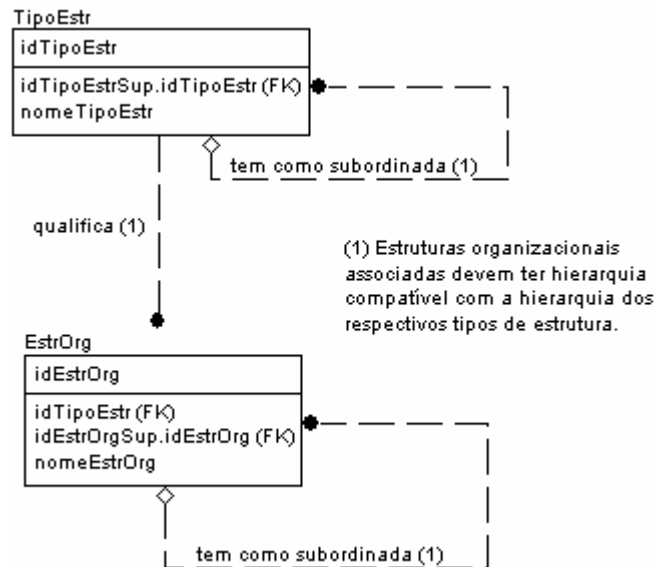 TipoEstr
idTipoEstr
idTipoEstrSup.idTipoEstr (FK)
nomeTipoEstr
tem como subordinada (1)
qualifica (1)
(1) Estruturas organizacionais
associadas devem ter hierarquia
compatível com a hierarquia dos
respectivos tipos de estrutura.
EstrOrg
idEstrOrg
idTipoEstr (FK)
idEstrOrgSup.idEstrOrg (FK)
nomeEstrOrg
tem como subordinada (1)